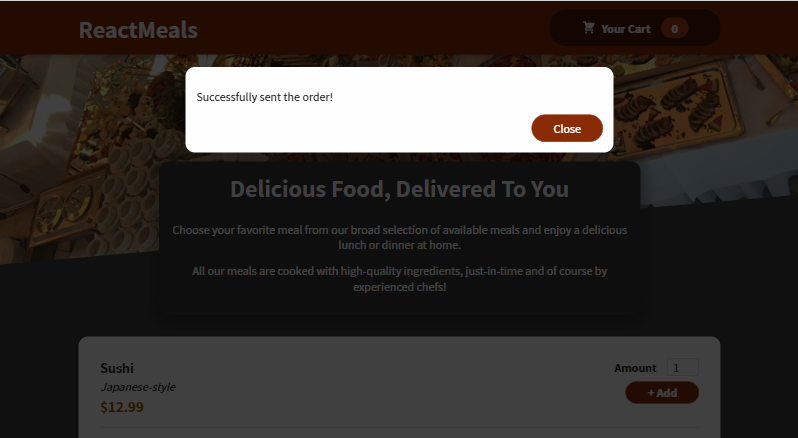 ReactMeals
Your Cart 0
Successfully sent the order!
Close
Delicious Food, Delivered To You
Choose your favorite meal from our broad selection of available meals and enjoy a delicious
lunch or dinner at home.
All our meals are cooked with high-quality ingredients, just-in-time and of course by
experienced chefs!
Sushi
Japanese-style
$12.99
Amount 1
+ Add